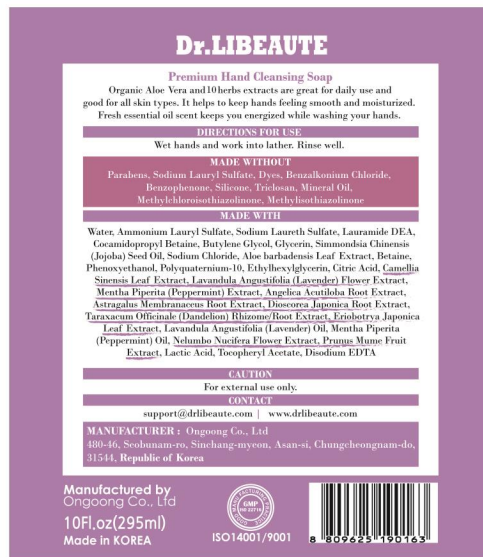 Dr.LIBEAUTE
Premium Hand Cleansing Soap
Organic Aloe Vera and 10 herbs extracts are great for daily use and
good for all skin types. It helps to keep hands feeling smooth and moisturized.
Fresh essential oil scent keeps you energized while washing your hands.
DIRECTIONS FOR USE
Wet hands and work into lather. Rinse well.
MADE WITHOUT
Parabens, Sodium Lauryl Sulfate, Dyes, Benzalkonium Chloride,
Benzophenone, Silicone, Triclosan, Mineral Oil,
Methylchloroisothiazolinone, Methylisothiazolinone
MADE WITH
Water, Ammonium Lauryl Sulfate, Sodium Laureth Sulfate, Lauramide DEA,
Cocamidopropyl Betaine, Butylene Glycol, Glycerin, Simmondsia Chinensis
(Jojoba) Seed Oil, Sodium Chloride, Aloe barbadensis Leaf Extract, Betaine,
Phenoxyethanol, Polyquaternium-10, Ethylhexylglycerin, Citric Acid, Camellia
Sinensis Leaf Extract, Lavandula Angustifolia (Lavender) Flower Extract,
Mentha Piperita (Peppermint) Extract, Angelica Acutiloba Root Extract,
Astragalus Membranaceus Root Extract, Dioscorea Japonica Root Extract,
Taraxacum Officinale (Dandelion) Rhizome/Root Extract, Eriobotrya Japonica
Leaf Extract, Lavandula Angustifolia (Lavender) Oil, Mentha Piperita
(Peppermint) Oil, Nelumbo Nucifera Flower Extract, Prunus Mume Fruit
Extract, Lactic Acid, Tocopheryl Acetate, Disodium EDTA
CAUTION
For external use only.
CONTACT
support@drlibeaute.com | www.drlibeaute.com
MANUFACTURER : Ongoong Co., Ltd
480-46, Seobunam-ro, Sinchang-myeon, Asan-si, Chungcheongnam-do,
31544, Republic of Korea
Manufactured by
Ongoong Co., Ltd
10Fl,oz(295ml)
Made in KOREA
GMP
ISO 22716
ISO14001/9001
8 809625 190163